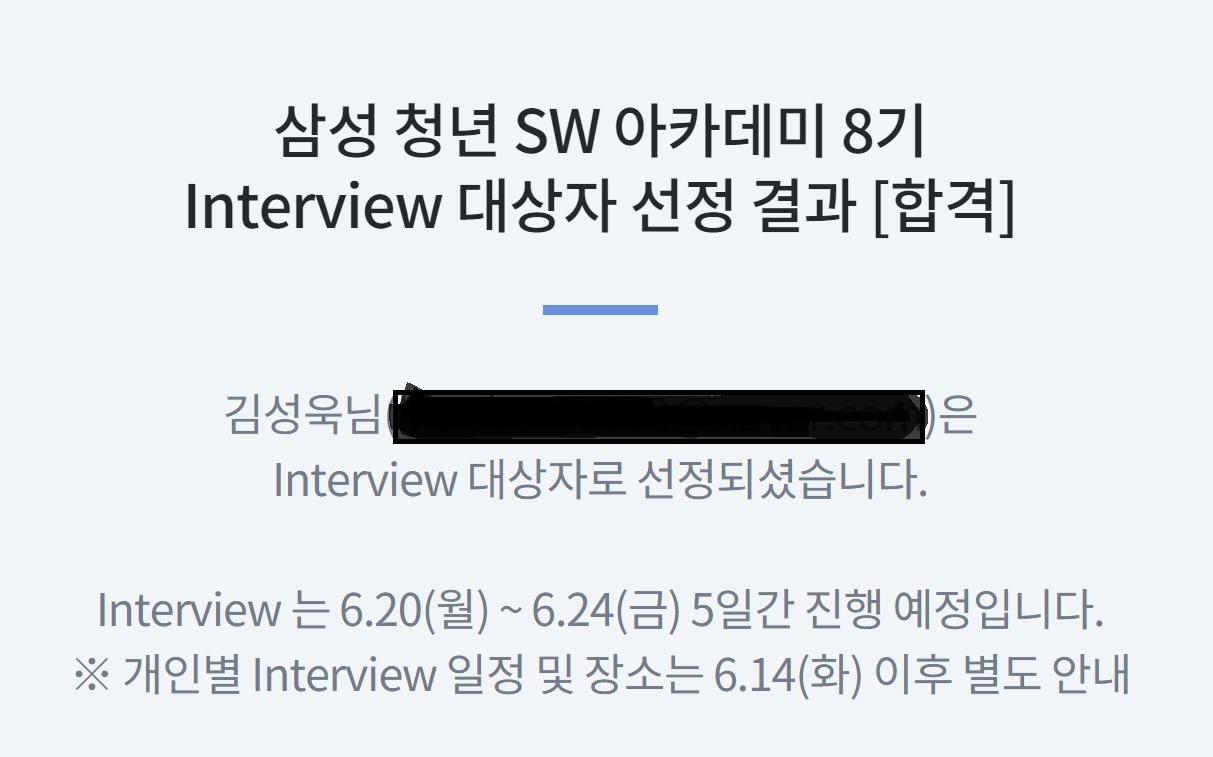 삼성 청년 SW 아카데미 8기
Interview 대상자 선정 결과 [합격]
김성욱님()은
Interview 대상자로 선정되셨습니다.
Interview 는 6.20(월) ~ 6.24(금) 5일간 진행 예정입니다.
※ 개인별 Interview 일정 및 장소는 6.14(화) 이후 별도 안내